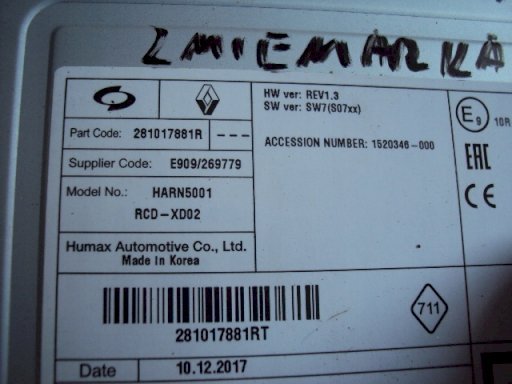 ZMIEMARKA
HW ver: REV1.3
SW ver: SW7(S07xx)
Part Code: 281017881R ---
ACCESSION NUMBER: 1520346-000
E9 10R
Supplier Code: E909/269779
EAC
CE
Model No.: HARN5001
RCD-XD02
Humax Automotive Co., Ltd.
Made In Korea
281017881RT
711
Date 10.12.2017